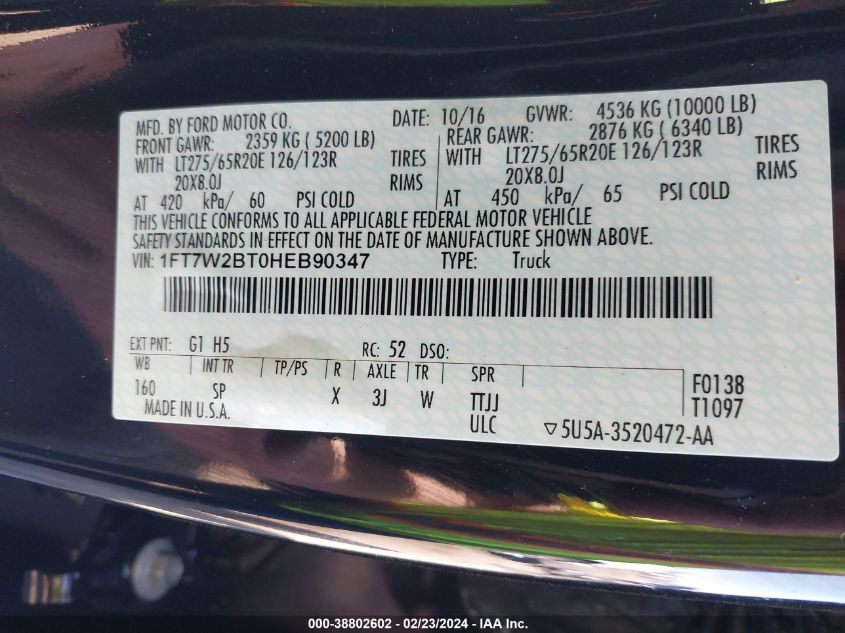 MFD. BY FORD MOTOR CO. DATE: 10/16 GVWR: 4536 KG (10000 LB)
FRONT GAWR: 2359 KG ( 5200 LB) REAR GAWR: 2876 KG ( 6340 LB)
WITH LT275/65R20E 126/123R TIRES WITH LT275/65R20E 126/123R TIRES
20X8.0J RIMS 20X8.0J RIMS
AT 420 kPa/ 60 PSI COLD AT 450 kPa/ 65 PSI COLD
THIS VEHICLE CONFORMS TO ALL APPLICABLE FEDERAL MOTOR VEHICLE
SAFETY STANDARDS IN EFFECT ON THE DATE OF MANUFACTURE SHOWN ABOVE.
VIN: 1FT7W2BT0HEB90347 TYPE: Truck
EXT PNT: G1 H5 RC: 52 DSO:
WB INT TR TP/PS R AXLE TR SPR
160 SP X 3J W TTJJ F0138
MADE IN U.S.A. ULC T1097
▽5U5A-3520472-AA
000-38802602 - 02/23/2024 - IAA Inc.